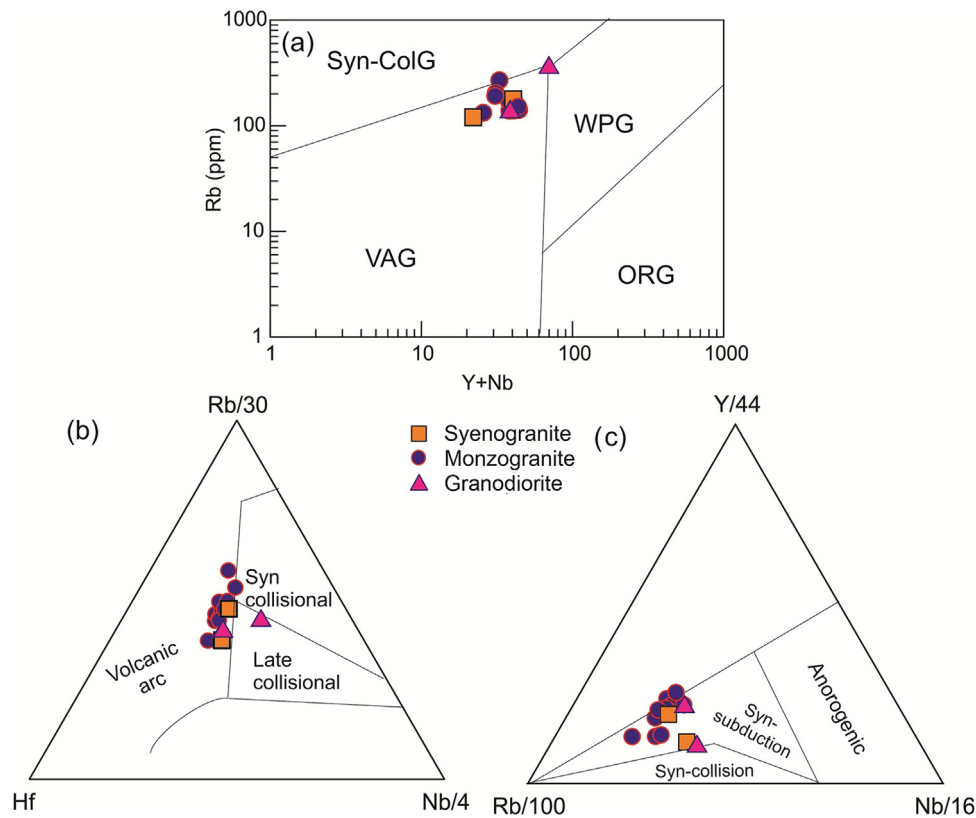 (a)
1000
100
10
1
Rb (ppm)
Syn-ColG
WPG
VAG
ORG
1
10
100
1000
Y+Nb
(b)
Rb/30
Syn
collisional
Volcanic
arc
Late
collisional
Hf
Nb/4
Syenogranite
Monzogranite
Granodiorite
(c)
Y/44
Syn-
subduction
Anorogenic
Syn-collision
Rb/100
Nb/16